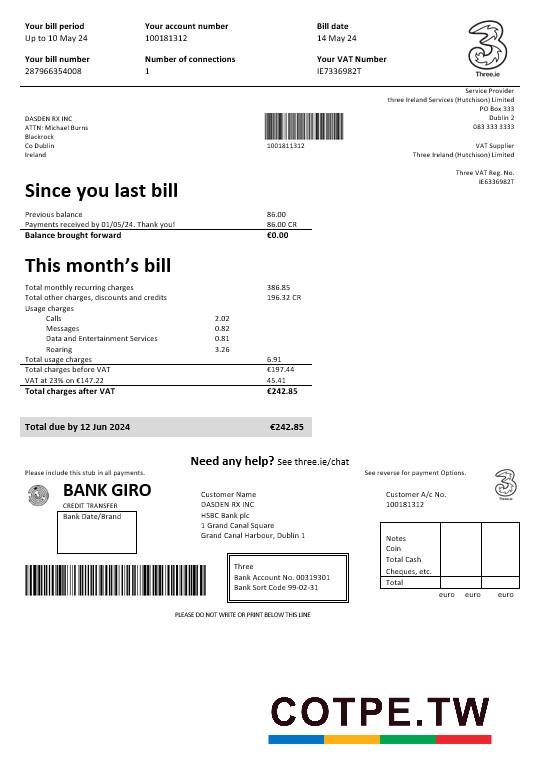 Your bill period
Up to 10 May 24
Your account number
100181312
Bill date
14 May 24
Your bill number
287966354008
Number of connections
1
Your VAT Number
IE7336982T
Three.ie
Service Provider
three Ireland Services (Hutchison) Limited
PO Box 333
Dublin 2
083 333 3333
VAT Supplier
Three Ireland (Hutchison) Limited
Three VAT Reg. No.
IE6336982T
DASDEN RX INC
ATTN: Michael Burns
Blackrock
Co Dublin
Ireland
1001811312
Since you last bill
Previous balance 86.00
Payments received by 01/05/24. Thank you! 86.00 CR
Balance brought forward €0.00
This month's bill
Total monthly recurring charges 386.85
Total other charges, discounts and credits 196.32 CR
Usage charges
Calls 2.02
Messages 0.82
Data and Entertainment Services 0.81
Roaring 3.26
Total usage charges 6.91
Total charges before VAT €197.44
VAT at 23% on €147.22 45.41
Total charges after VAT €242.85
Total due by 12 Jun 2024 €242.85
Need any help? See three.ie/chat
Please include this stub in all payments.
See reverse for payment Options.
BANK GIRO
CREDIT TRANSFER
Bank Date/Brand
Customer Name
DASDEN RX INC
HSBC Bank plc
1 Grand Canal Square
Grand Canal Harbour, Dublin 1
Customer A/c No.
100181312
Three
Bank Account No. 00319301
Bank Sort Code 99-02-31
Notes
Coin
Total Cash
Cheques, etc.
Total
euro euro euro
PLEASE DO NOT WRITE OR PRINT BELOW THIS LINE
COTPE.TW